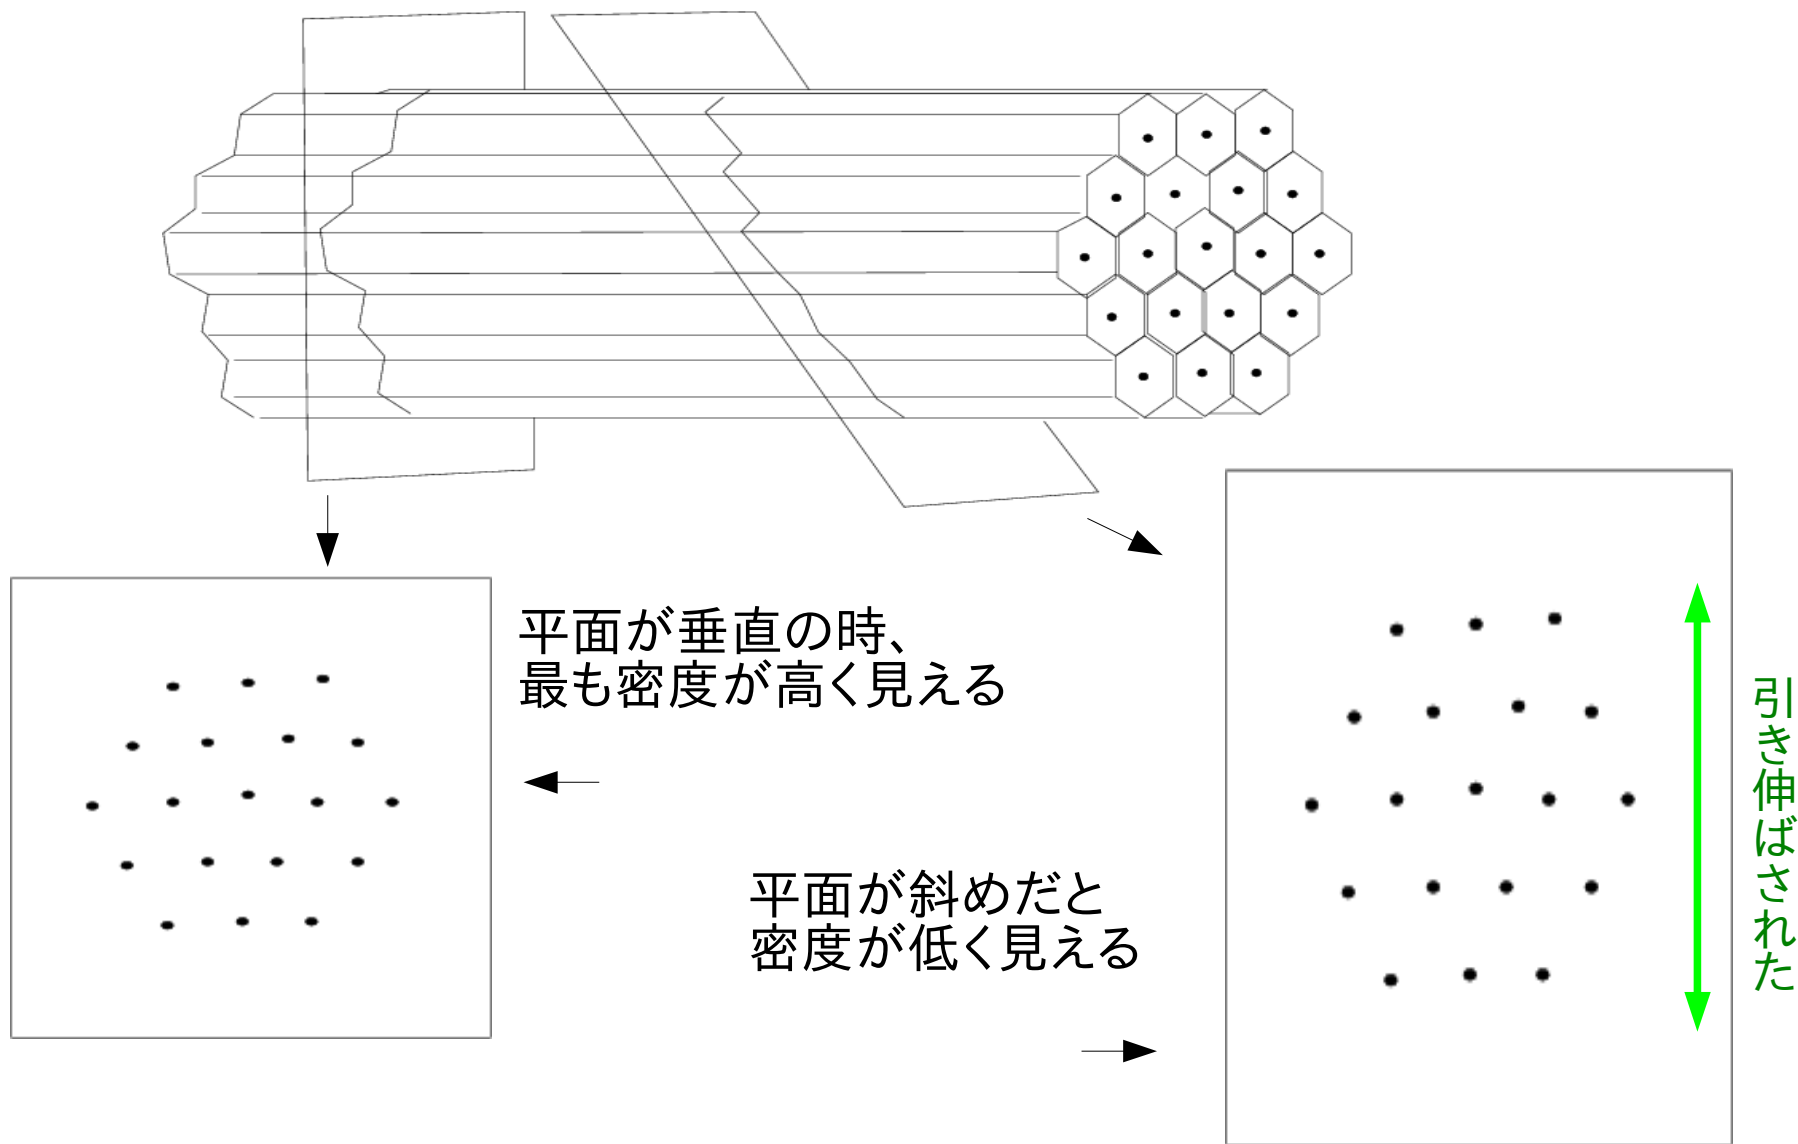 平面が垂直の時、
最も密度が高く見える
平面が斜めだと
密度が低く見える
引き伸ばされた